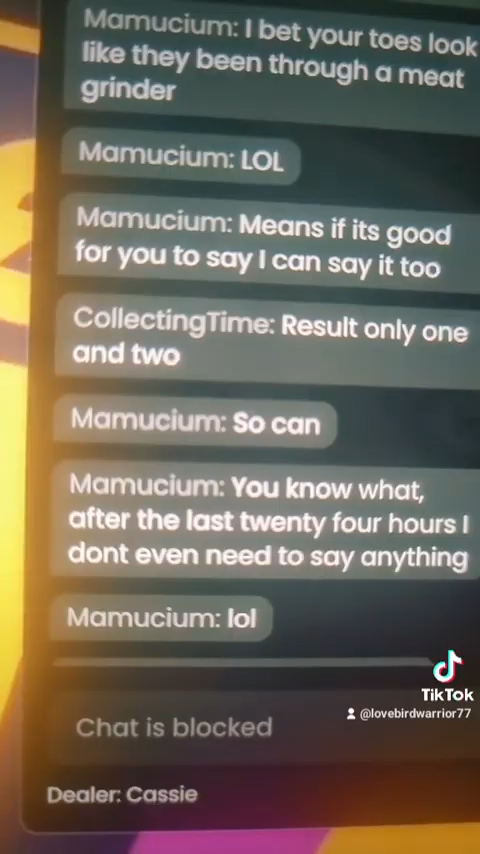 Mamucium: I bet your toes look
like they been through a meat
grinder
Mamucium: LOL
Mamucium: Means if its good
for you to say I can say it too
CollectingTime: Result only one
and two
Mamucium: So can
Mamucium: You know what,
after the last twenty four hours I
dont even need to say anything
Mamucium: lol
TikTok
@lovebirdwarrior77
Chat is blocked
Dealer: Cassie